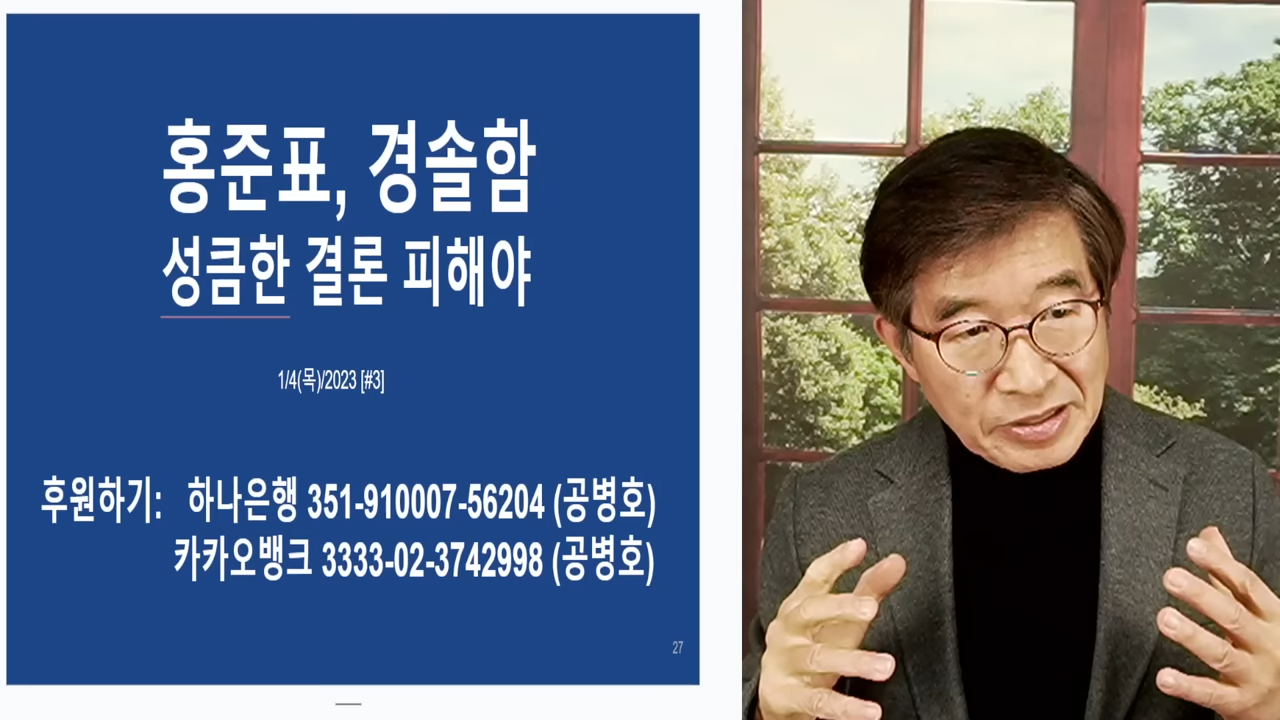 홍준표, 경솔함
성큼한 결론 피해야
1/4(목)/2023 [#3]
후원하기: 하나은행 351-910007-56204 (공병호)
카카오뱅크 3333-02-3742998 (공병호)
27